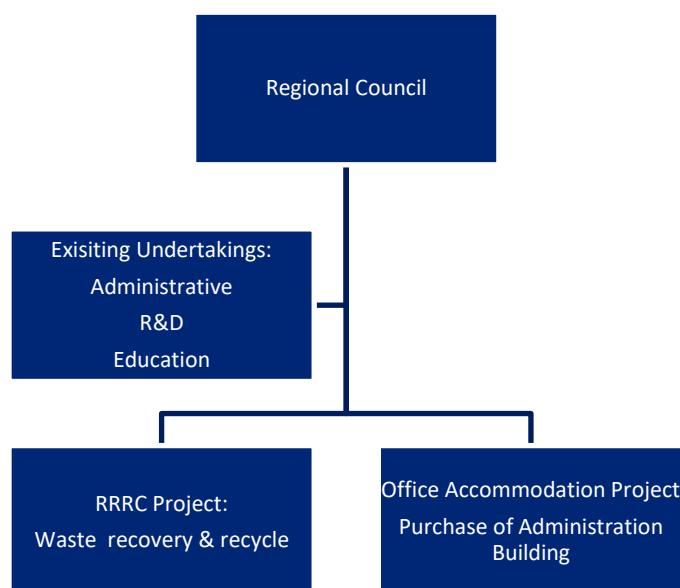 Regional Council
Exisiting Undertakings:
Administrative
R&D
Education
RRRC Project:
Waste recovery & recycle
Office Accommodation Project
Purchase of Administration
Building